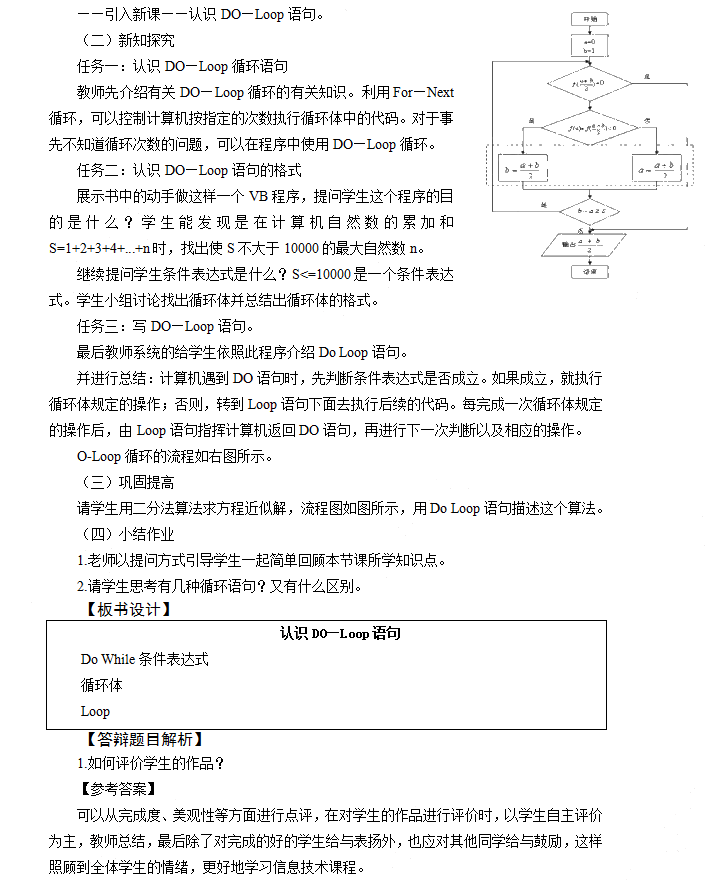 ——引入新课——认识 DO—Loop 语句。
（二）新知探究
任务一：认识 DO—Loop 循环语句
教师先介绍有关 DO—Loop 循环的有关知识。利用 For—Next
循环，可以控制计算机按指定的次数执行循环体中的代码。对于事
先不知道循环次数的问题，可以在程序中使用 DO—Loop 循环。
任务二：认识 DO—Loop 语句的格式
展示书中的动手做这样一个 VB 程序，提问学生这个程序的目
的是什么？学生能发现是在计算机自然数的累加和
S=1+2+3+4+...+n 时，找出使 S 不大于 10000 的最大自然数 n。
继续提问学生条件表达式是什么？S<=10000 是一个条件表达
式。学生小组讨论找出循环体并总结出循环体的格式。
任务三：写 DO—Loop 语句。
最后教师系统的给学生依照此程序介绍 Do Loop 语句。
并进行总结：计算机遇到 DO 语句时，先判断条件表达式是否成立。如果成立，就执行
循环体规定的操作；否则，转到 Loop 语句下面去执行后续的代码。每完成一次循环体规定
的操作后，由 Loop 语句指挥计算机返回 DO 语句，再进行下一次判断以及相应的操作。
O-Loop 循环的流程如右图所示。
（三）巩固提高
请学生用二分法算法求方程近似解，流程图如图所示，用 Do Loop 语句描述这个算法。
（四）小结作业
1.老师以提问方式引导学生一起简单回顾本节课所学知识点。
2.请学生思考有几种循环语句？又有什么区别。
【板书设计】
认识 DO—Loop 语句
Do While 条件表达式
循环体
Loop
【答辩题目解析】
1.如何评价学生的作品？
【参考答案】
可以从完成度、美观性等方面进行点评，在对学生的作品进行评价时，以学生自主评价
为主，教师总结，最后除了对完成的好的学生给与表扬外，也应对其他同学给与鼓励，这样
照顾到全体学生的情绪，更好地学习信息技术课程。
开始
a=0
b=1
f(a+b/2)=0
是
是
否
b=a+b/2
a=a+b/2
是
否
输出a+b/2
结束